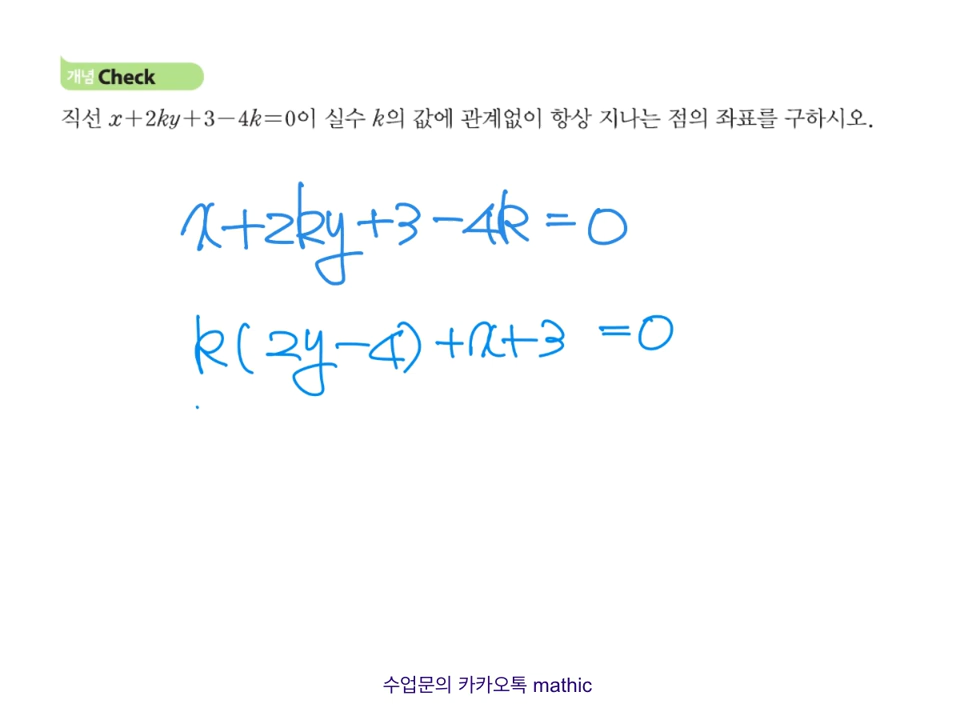 개념 Check
직선 x+2ky+3-4k=0이 실수 k의 값에 관계없이 항상 지나는 점의 좌표를 구하시오.
x+2ky+3-4k=0
k(2y-4)+x+3=0
수업문의 카카오톡 mathic